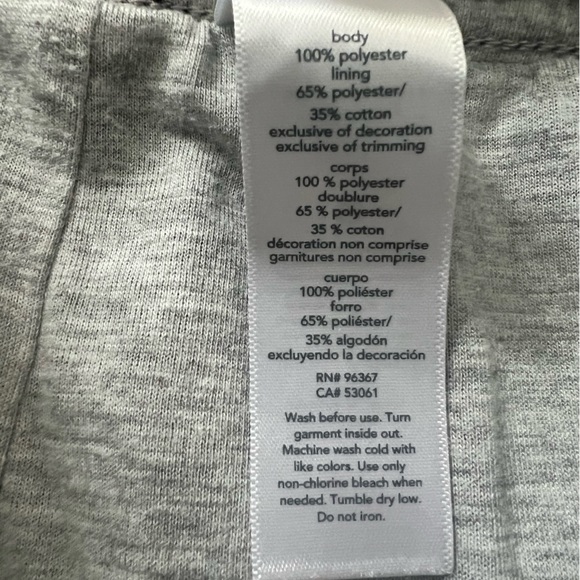 body
100% polyester
lining
65% polyester/
35% cotton
exclusive of decoration
exclusive of trimming
corps
100 % polyester
doublure
65 % polyester/
35 % coton
décoration non comprise
garnitures non comprise
cuerpo
100% poliéster
forro
65% poliéster/
35% algodón
excluyendo la decoración
RN# 96367
CA# 53061
Wash before use. Turn
garment inside out.
Machine wash cold with
like colors. Use only
non-chlorine bleach when
needed. Tumble dry low.
Do not iron.